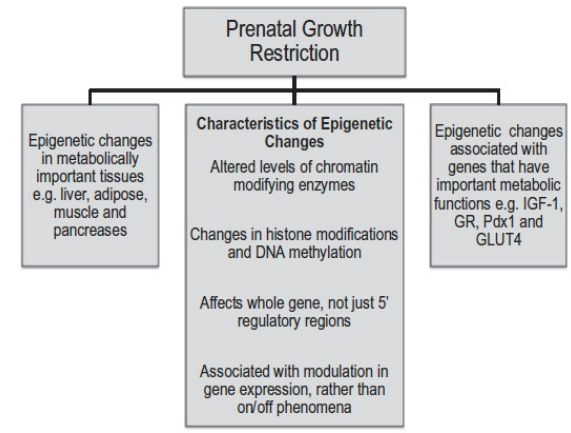 Prenatal Growth
Restriction
Epigenetic changes
in metabolically
important tissues
e.g. liver, adipose,
muscle and
pancreases
Characteristics of Epigenetic
Changes
Altered levels of chromatin
modifying enzymes
Changes in histone modifications
and DNA methylation
Affects whole gene, not just 5’
regulatory regions
Associated with modulation in
gene expression, rather than
on/off phenomena
Epigenetic changes
associated with
genes that have
important metabolic
functions e.g. IGF-1,
GR, Pdx1 and
GLUT4